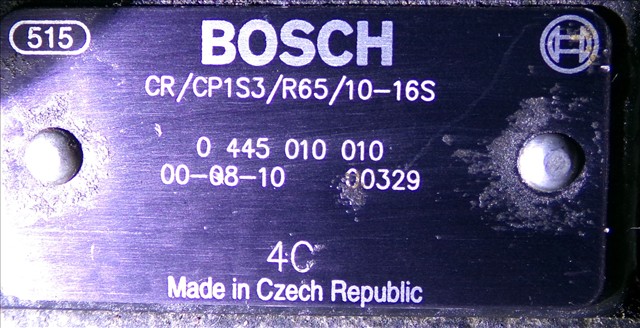 515
BOSCH
CR/CP1S3/R65/10-16S
0 445 010 010
00-08-10 00329
4C
Made in Czech Republic